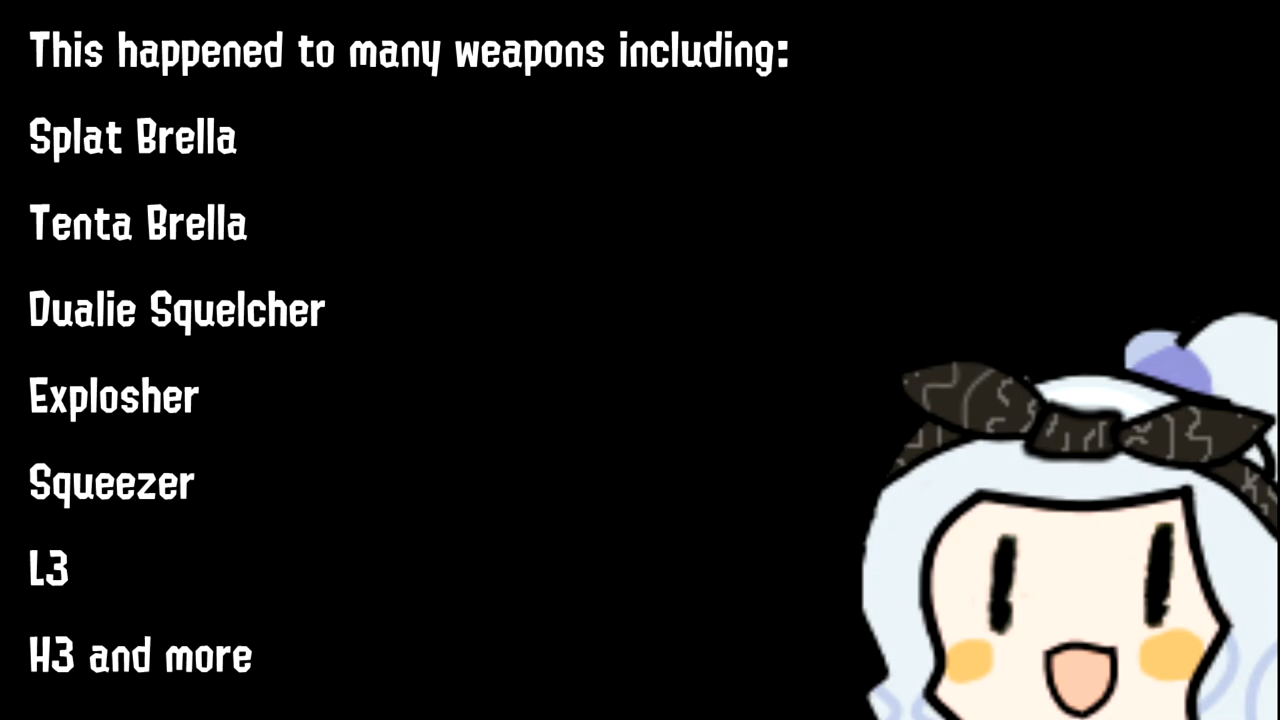 This happened to many weapons including:
Splat Brella
Tenta Brella
Dualie Squelcher
Explosher
Squeezer
L3
H3 and more